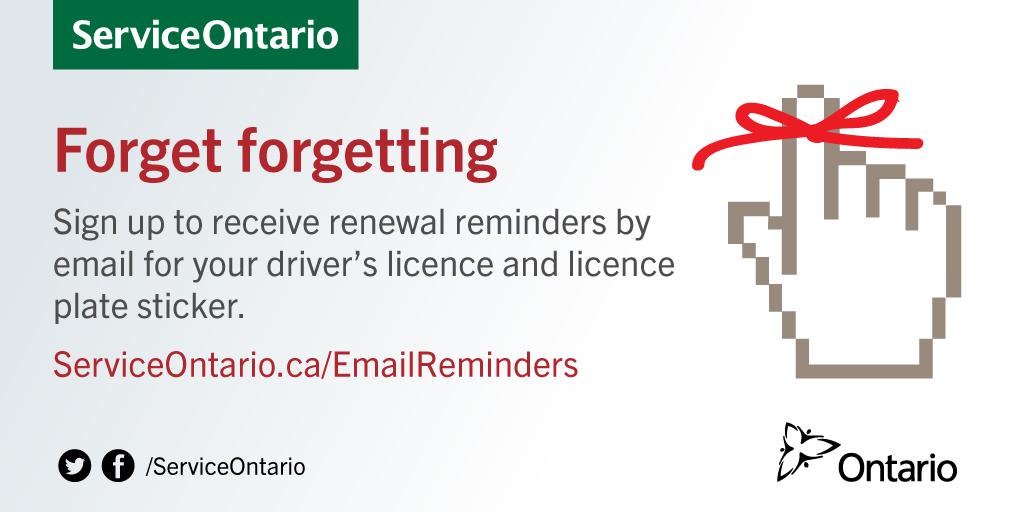 ServiceOntario
Forget forgetting
Sign up to receive renewal reminders by
email for your driver’s licence and licence
plate sticker.
ServiceOntario.ca/EmailReminders
/ServiceOntario
Ontario